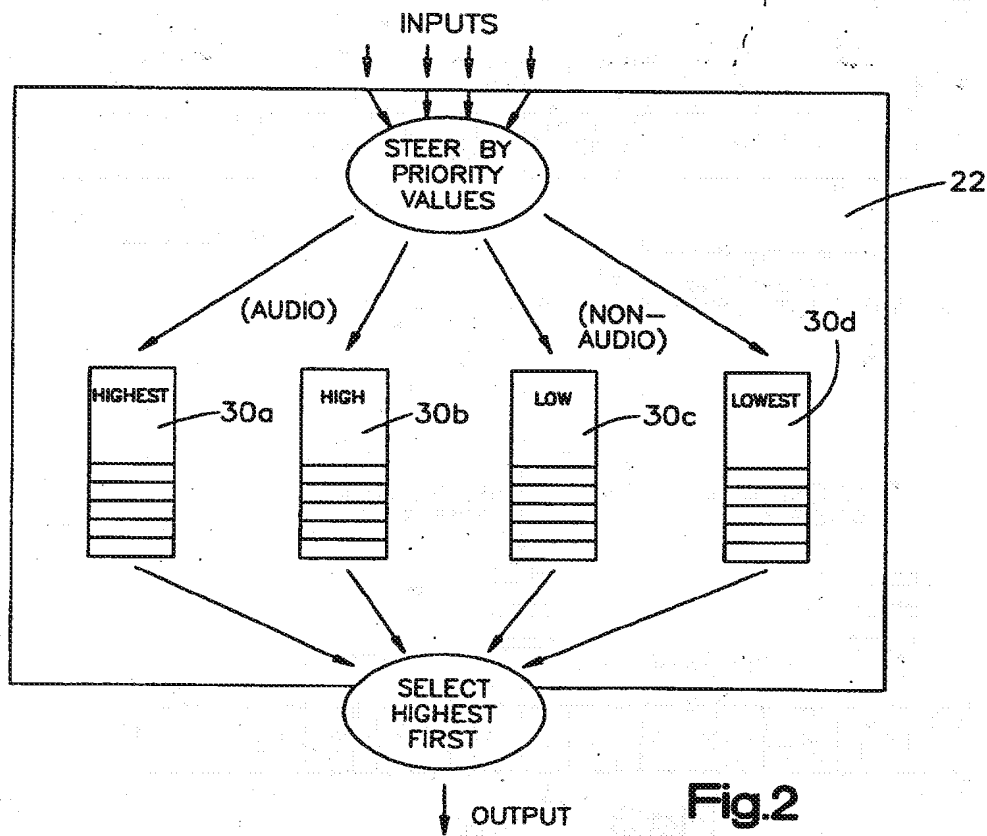 INPUTS
STEER BY
PRIORITY
VALUES
22
(AUDIO)
(NON-
AUDIO)
30d
HIGHEST
30a
HIGH
30b
LOW
30c
LOWEST
SELECT
HIGHEST
FIRST
OUTPUT
Fig.2